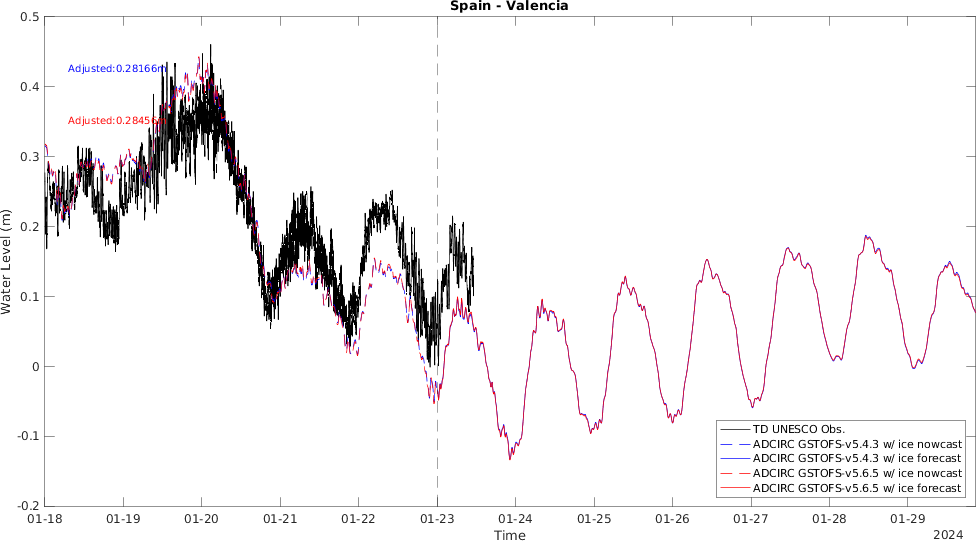 Spain - Valencia
0.5
0.4
0.3
0.2
0.1
0
-0.1
-0.2
Water Level (m)
Adjusted:0.28166m
Adjusted:0.28456m
TD UNESCO Obs.
ADCIRC GSTOFS-v5.4.3 w/ ice nowcast
ADCIRC GSTOFS-v5.4.3 w/ ice forecast
ADCIRC GSTOFS-v5.6.5 w/ ice nowcast
ADCIRC GSTOFS-v5.6.5 w/ ice forecast
01-18 01-19 01-20 01-21 01-22 01-23 01-24 01-25 01-26 01-27 01-28 01-29
Time
2024